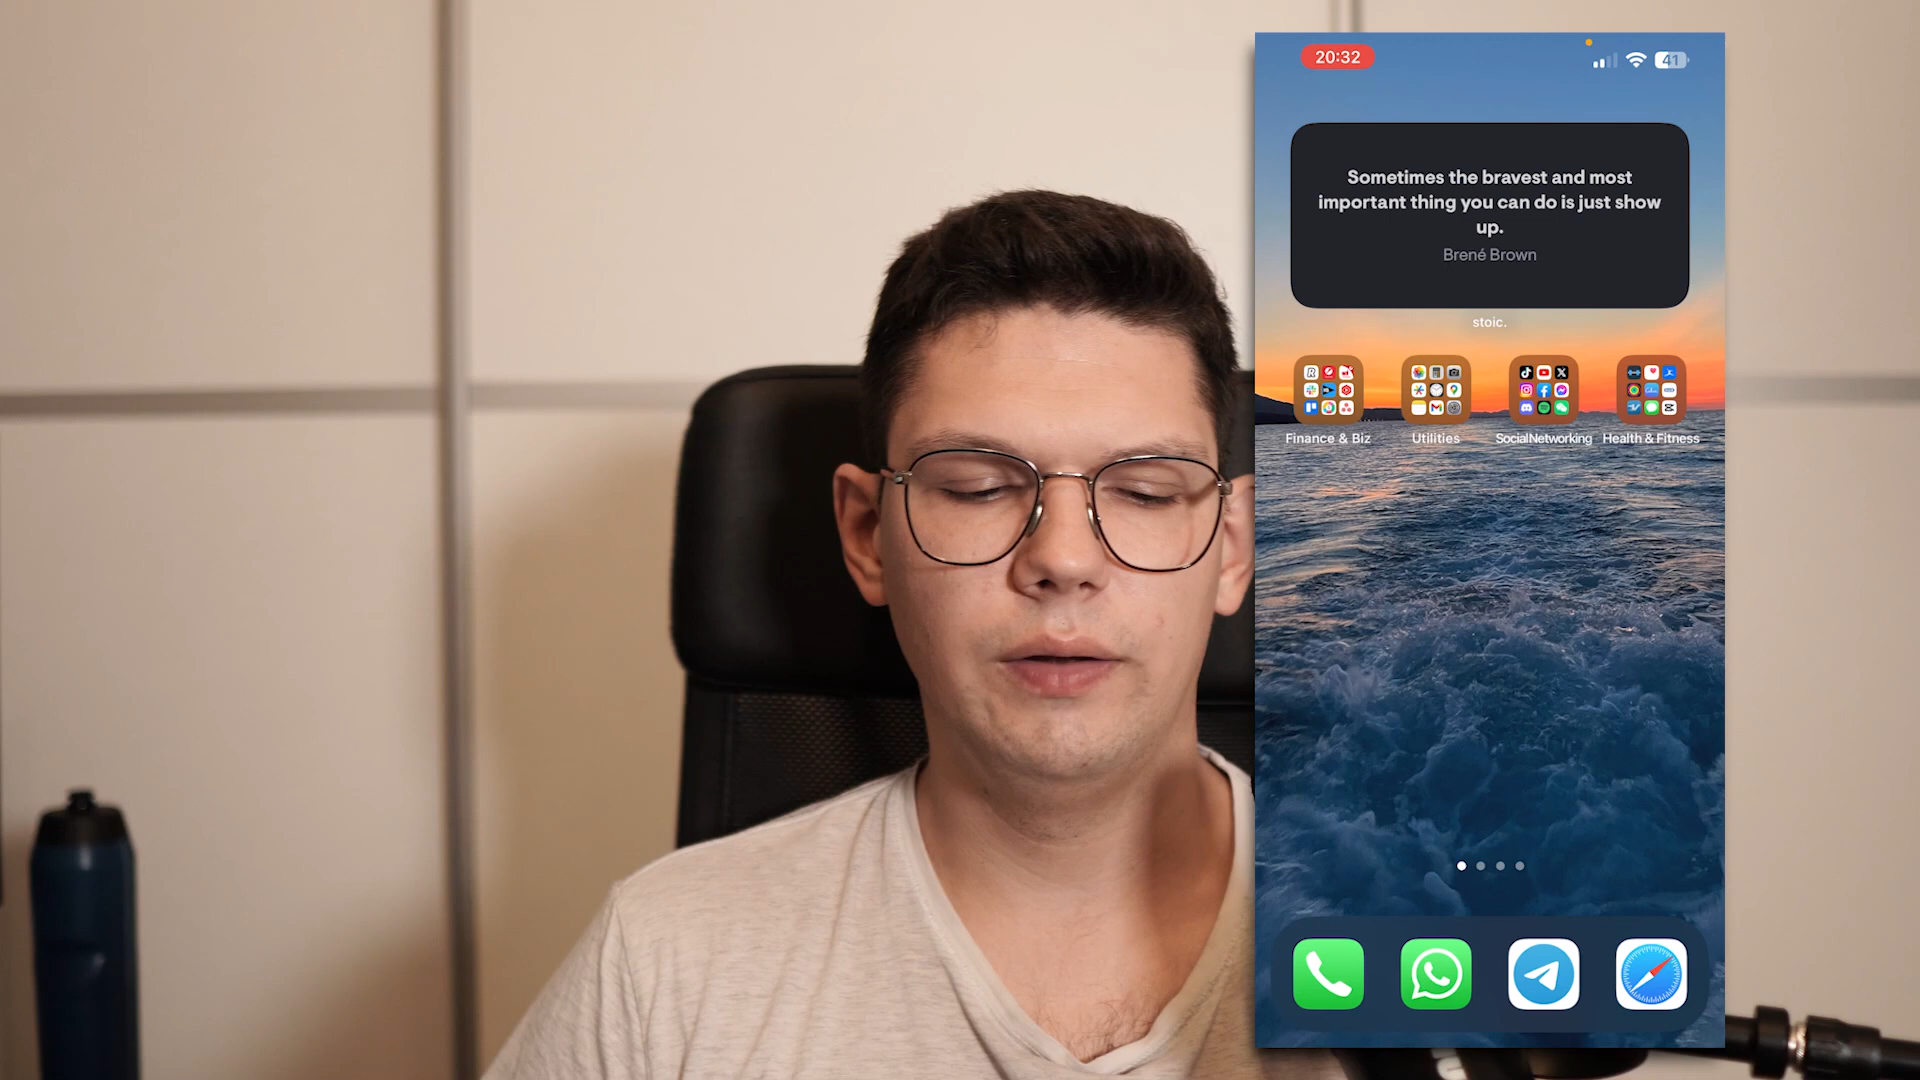 20:32
41
Sometimes the bravest and most
important thing you can do is just show
up.
Brené Brown
stoic.
Finance & Biz
Utilities
SocialNetworking
Health & Fitness